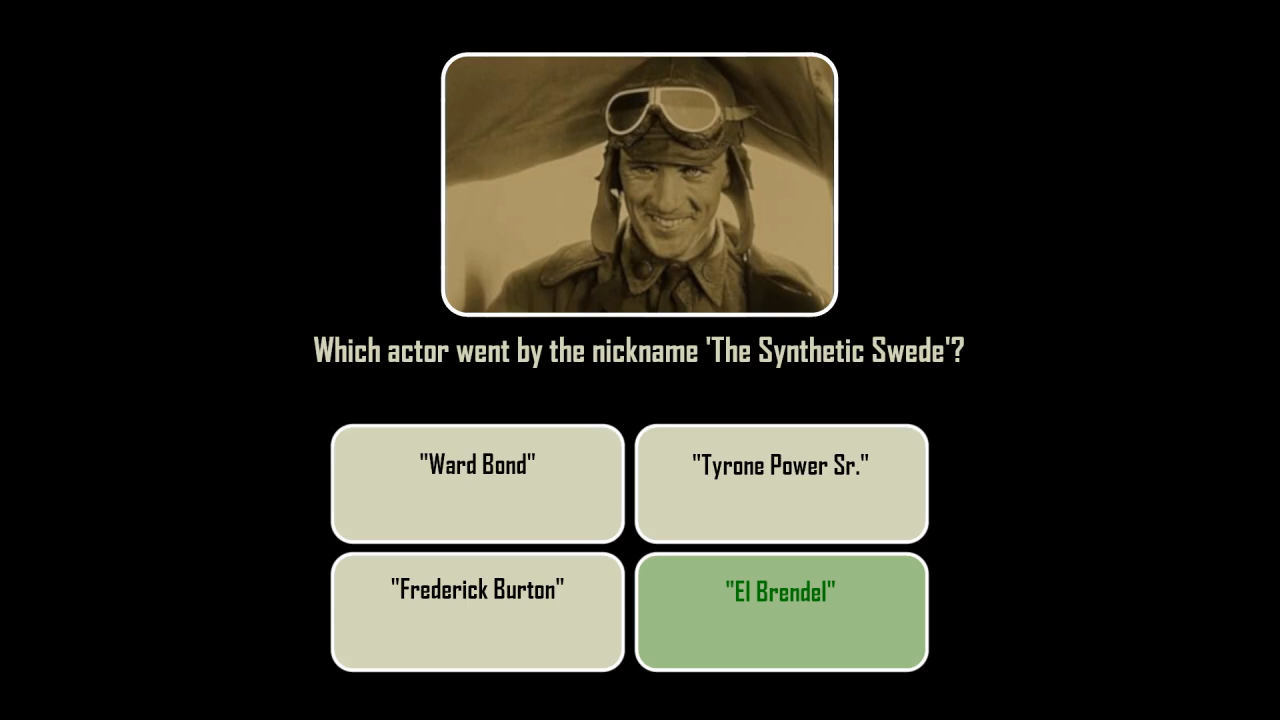 Which actor went by the nickname 'The Synthetic Swede'?
"Ward Bond"
"Tyrone Power Sr."
"Frederick Burton"
"El Brendel"